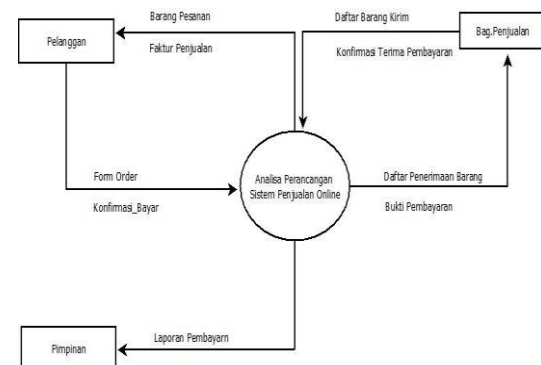 Barang Pesanan
Daftar Barang Kirim
Pelanggan
Faktur Penjualan
Konfirmasi Terima Pembayaran
Bag.Penjualan
Form Order
Konfirmasi_Bayar
Analisa Perancangan
Sistem Penjualan Online
Daftar Penerimaan Barang
Bukti Pembayaran
Laporan Pembayarn
Pimpinan